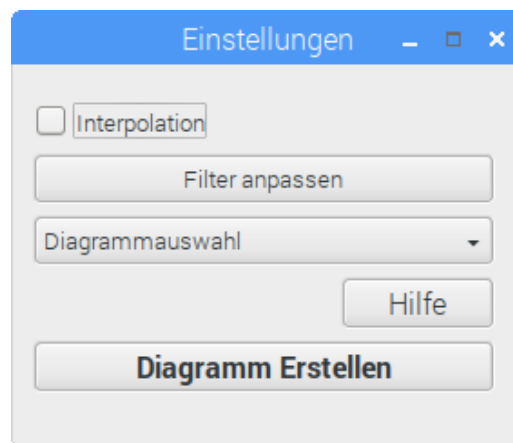 Einstellungen
Interpolation
Filter anpassen
Diagrammauswahl
Hilfe
Diagramm Erstellen